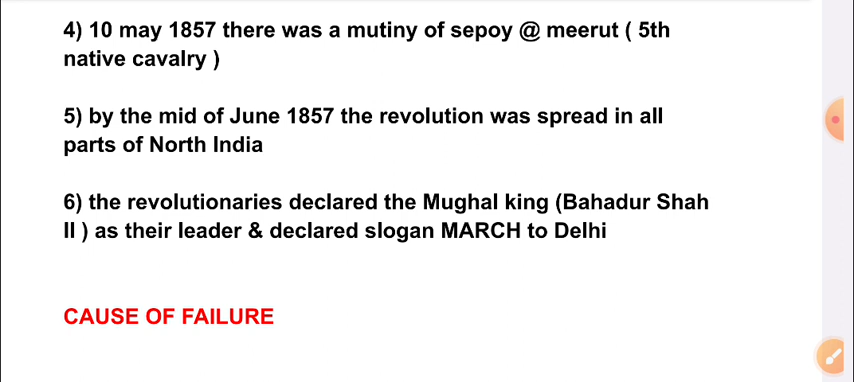 4) 10 may 1857 there was a mutiny of sepoy @ meerut ( 5th
native cavalry )
5) by the mid of June 1857 the revolution was spread in all
parts of North India
6) the revolutionaries declared the Mughal king (Bahadur Shah
II ) as their leader & declared slogan MARCH to Delhi
CAUSE OF FAILURE